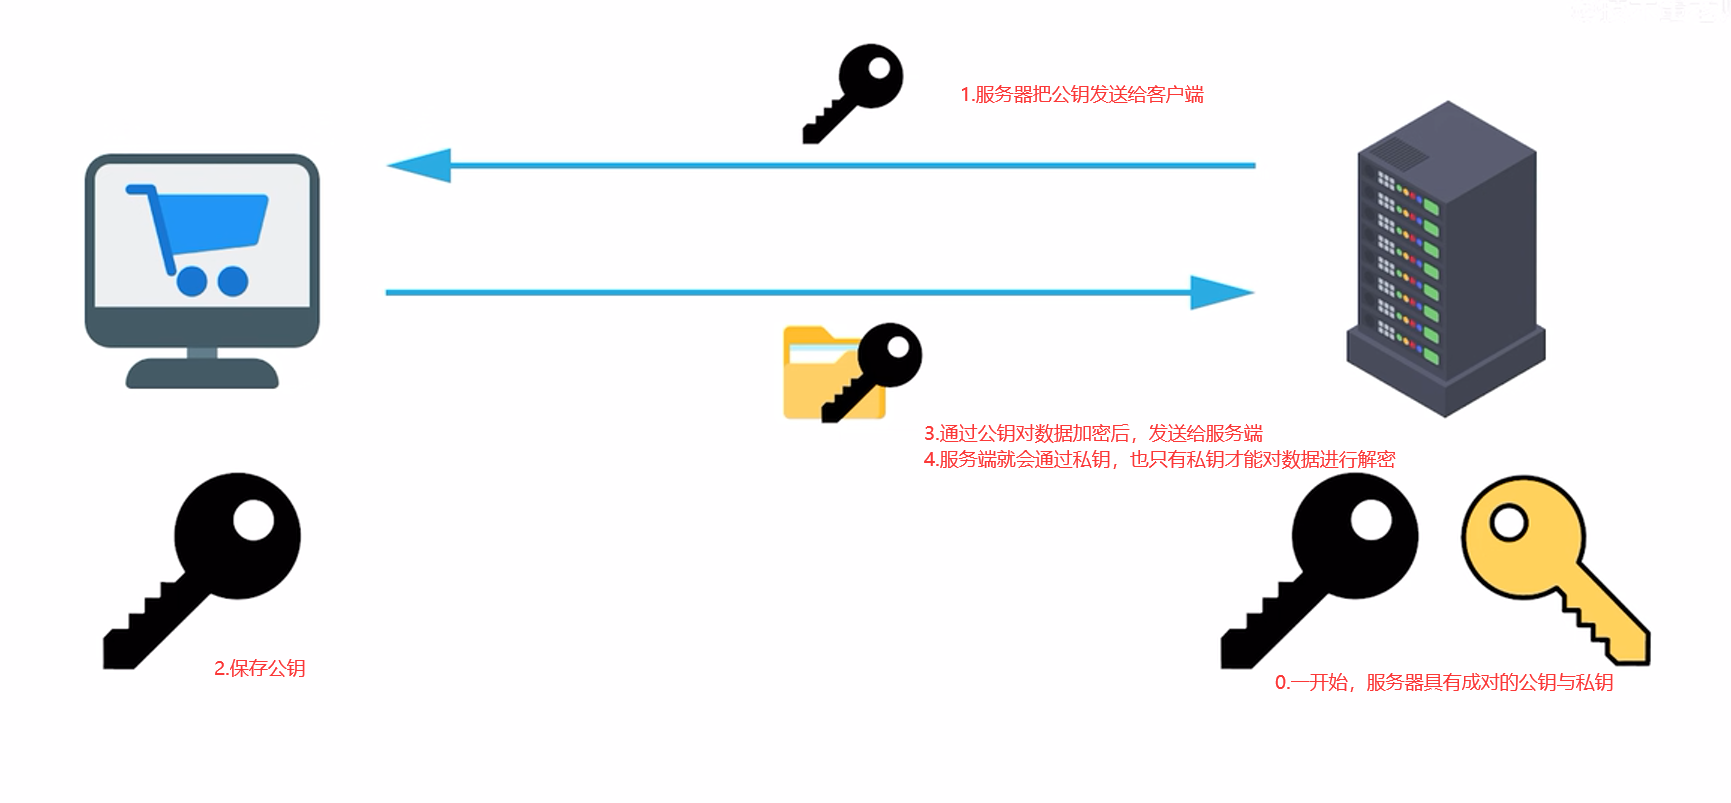 1.服务器把公钥发送给客户端
3.通过公钥对数据加密后，发送给服务端
4.服务端就会通过私钥，也只有私钥才能对数据进行解密
2.保存公钥
0.一开始，服务器具有成对的公钥与私钥